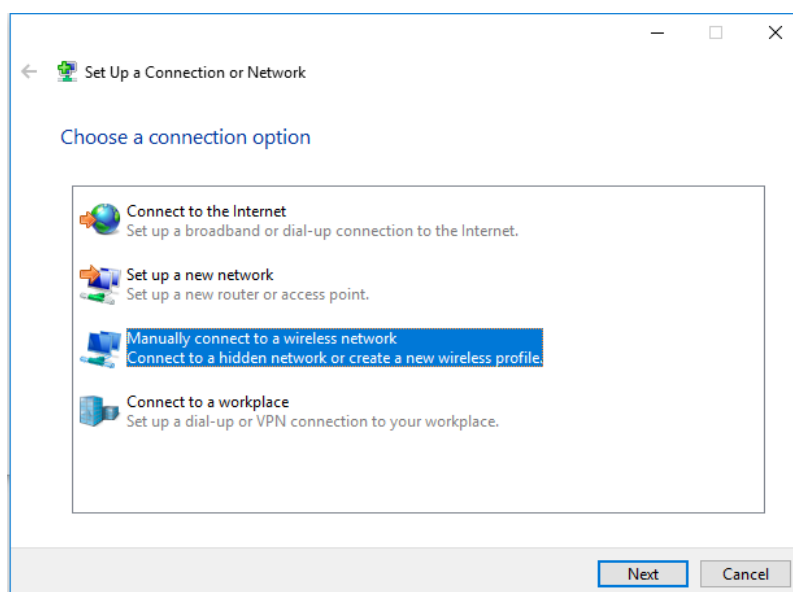 Set Up a Connection or Network
Choose a connection option
Connect to the Internet
Set up a broadband or dial-up connection to the Internet.
Set up a new network
Set up a new router or access point.
Manually connect to a wireless network
Connect to a hidden network or create a new wireless profile.
Connect to a workplace
Set up a dial-up or VPN connection to your workplace.
Next Cancel